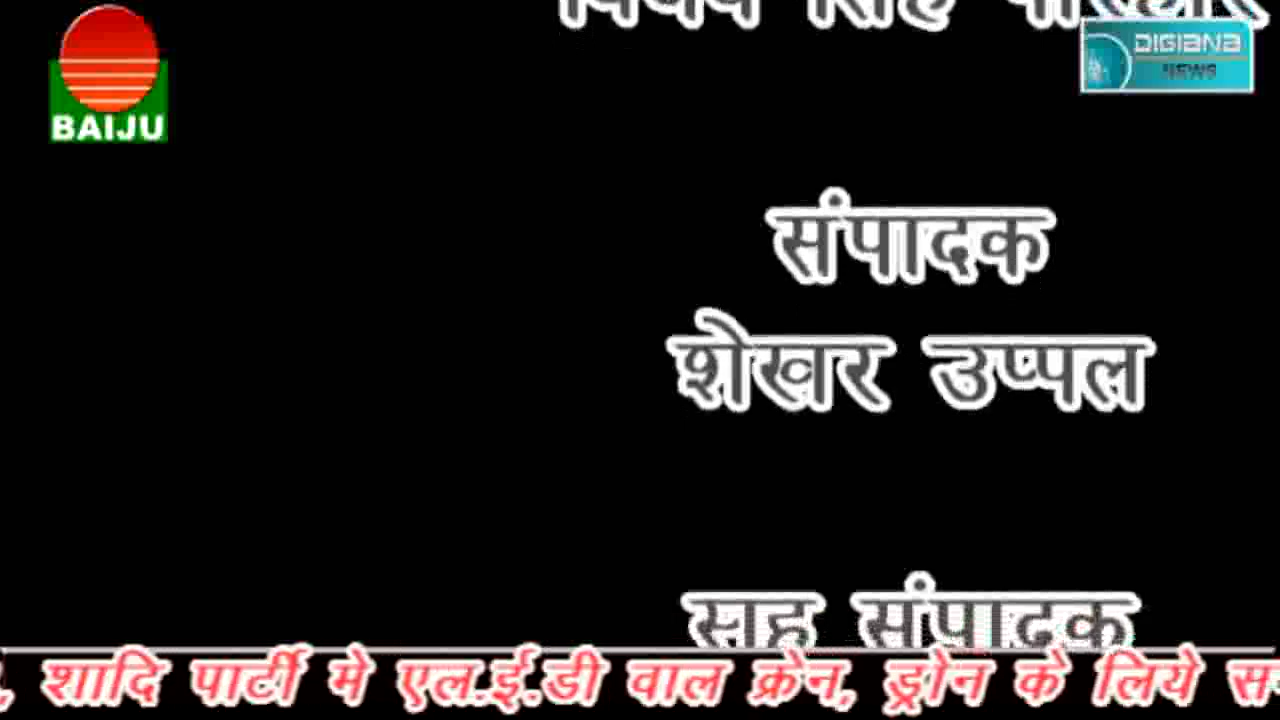 DIGIANA
NEWS
BAIJU
संपादक
शेखर उप्पल
सह संपादक
शादि पार्टी मे एल.ई.डी वाल क्रेन, ड्रोन के लिये